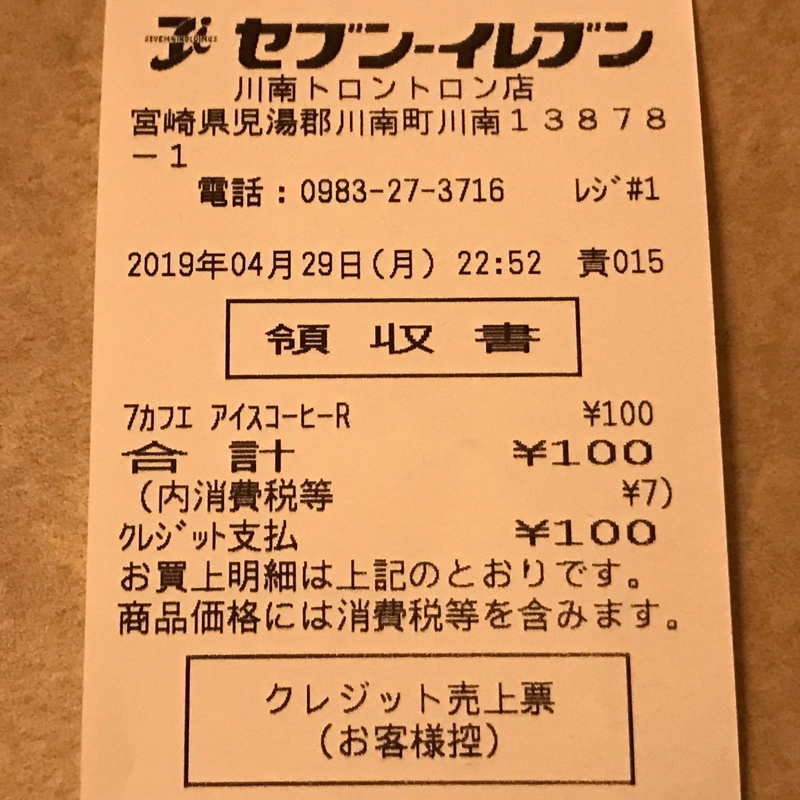 SEVEN&i HOLDINGS
セブン-イレブン
川南トロントロン店
宮崎県児湯郡川南町川南13878
-1
電話:0983-27-3716 レジ#1
2019年04月29日(月) 22:52 責015
領収書
7カフェ アイスコーヒーR ¥100
合計 ¥100
(内消費税等 ¥7)
クレジット支払 ¥100
お買上明細は上記のとおりです。
商品価格には消費税等を含みます。
クレジット売上票
(お客様控)